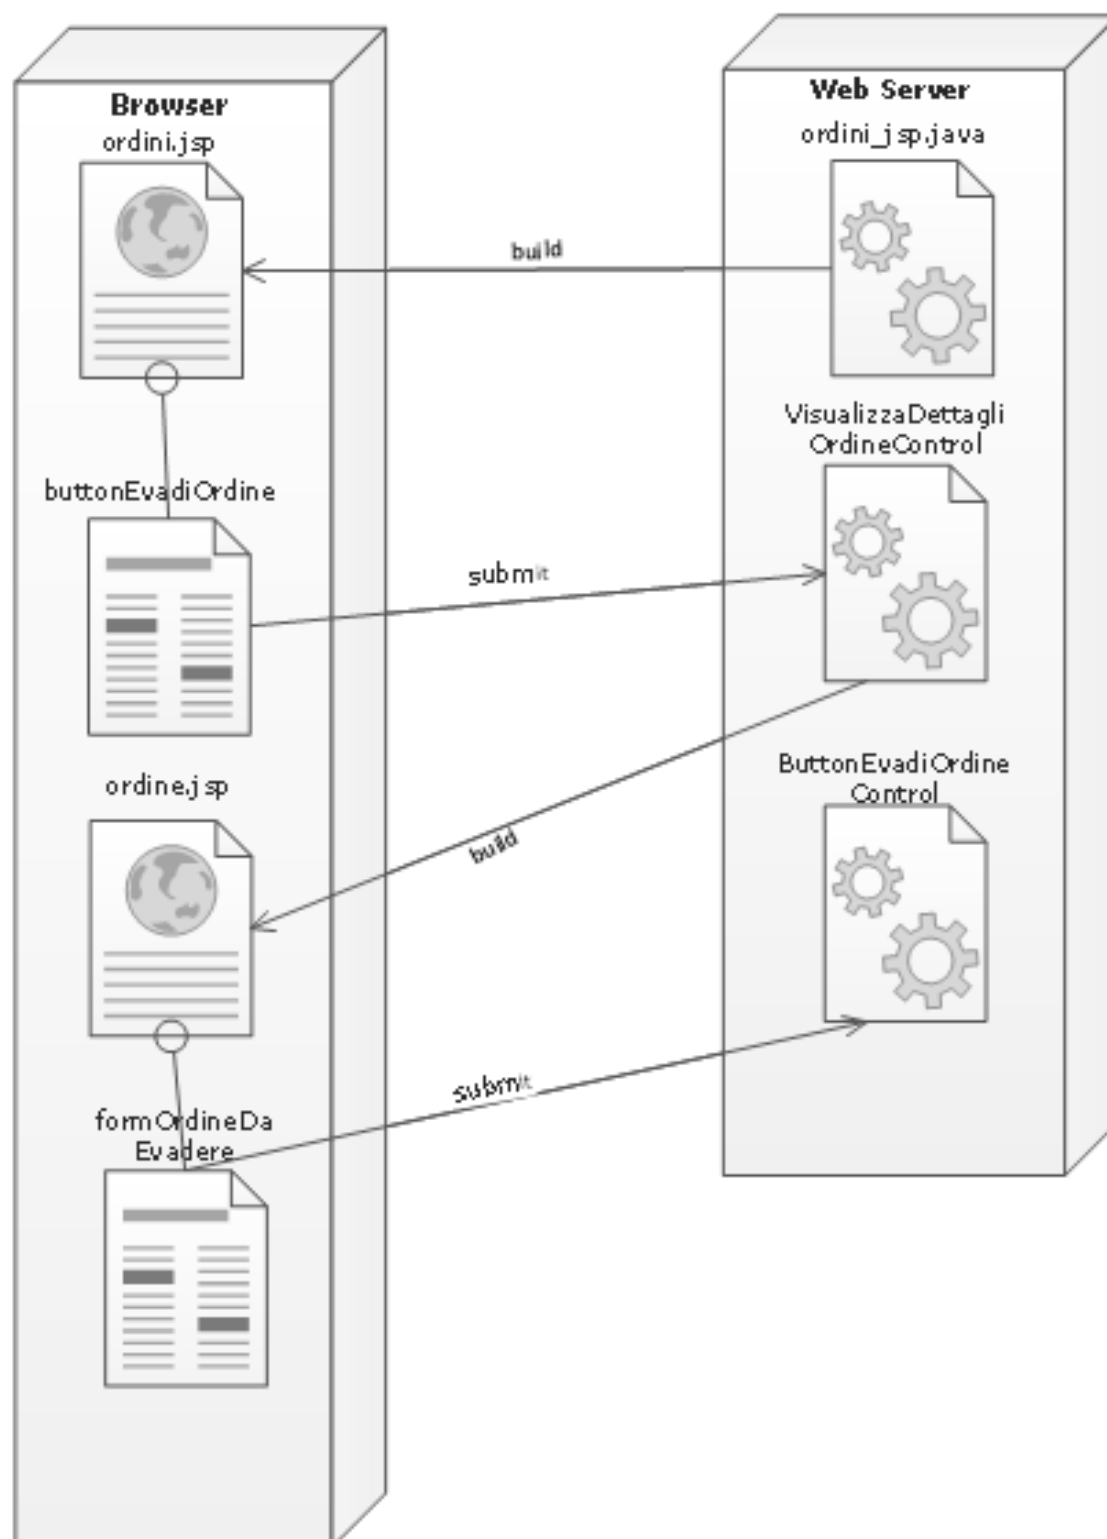 Browser
ordini.jsp
buttonEvadiOrdine
ordine.jsp
formOrdineDa
Evadere
build
submit
build
submit
Web Server
ordini_jsp.java
VisualizzaDettagli
OrdineControl
ButtonEvadiOrdine
Control